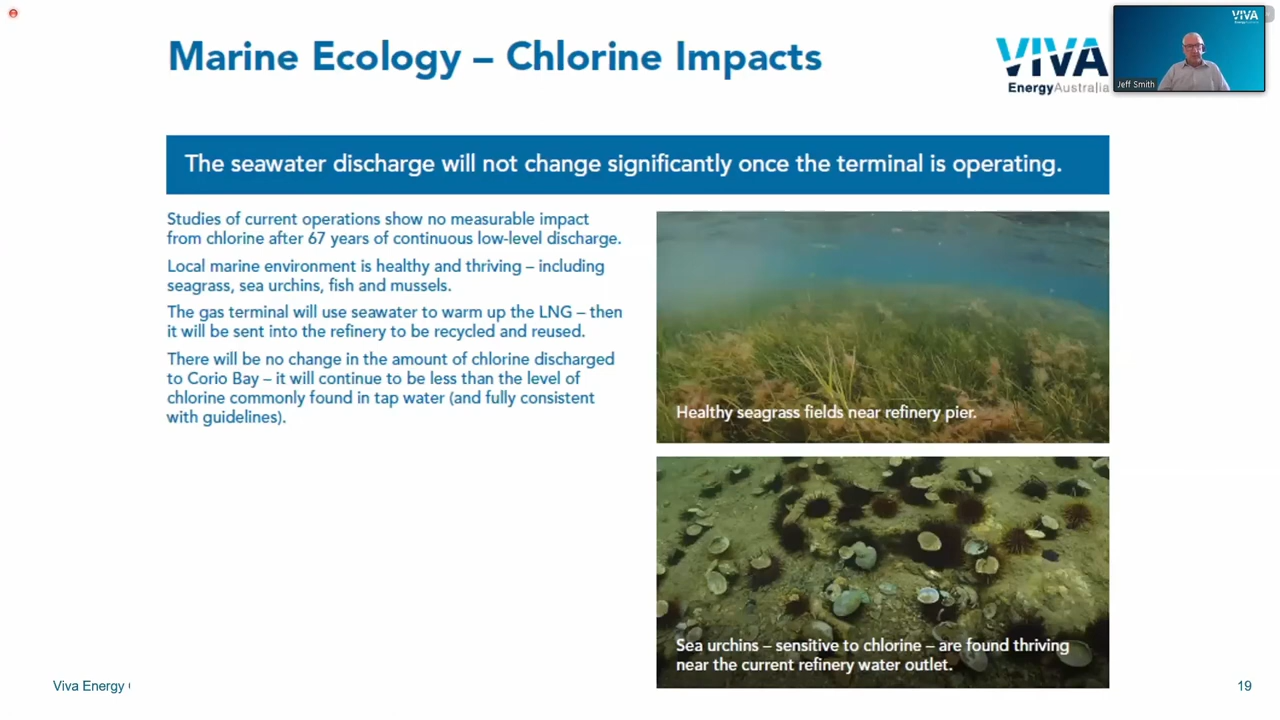 Marine Ecology – Chlorine Impacts
VIVA
EnergyAustralia
VIVA
EnergyAustralia
Jeff Smith
The seawater discharge will not change significantly once the terminal is operating.
Studies of current operations show no measurable impact
from chlorine after 67 years of continuous low-level discharge.
Local marine environment is healthy and thriving – including
seagrass, sea urchins, fish and mussels.
The gas terminal will use seawater to warm up the LNG – then
it will be sent into the refinery to be recycled and reused.
There will be no change in the amount of chlorine discharged
to Corio Bay – it will continue to be less than the level of
chlorine commonly found in tap water (and fully consistent
with guidelines).
Healthy seagrass fields near refinery pier.
Sea urchins – sensitive to chlorine – are found thriving
near the current refinery water outlet.
Viva Energy
19